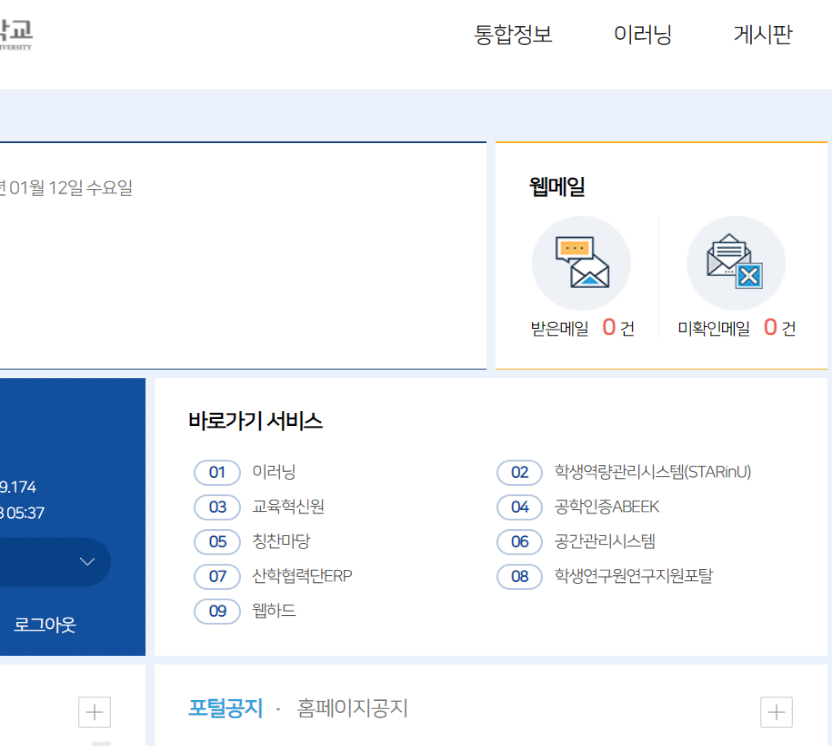 학교
통합정보 이러닝 게시판
년 01월 12일 수요일
웹메일
받은메일 0 건 미확인메일 0 건
바로가기 서비스
9.174
05:37
01 이러닝
02 학생역량관리시스템(STARinU)
03 교육혁신원
04 공학인증ABEEK
05 칭찬마당
06 공간관리시스템
07 산학협력단ERP
08 학생연구원연구지원포탈
09 웹하드
로그아웃
포털공지 · 홈페이지공지